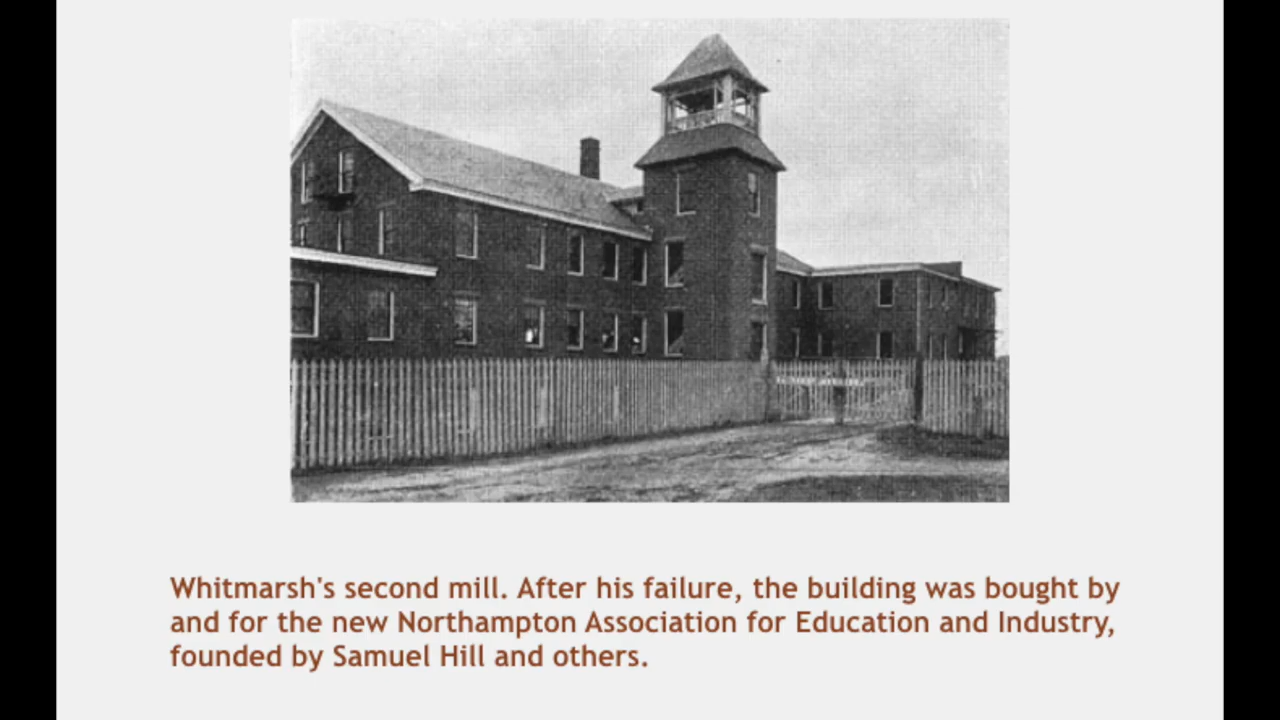 Whitmarsh's second mill. After his failure, the building was bought by
and for the new Northampton Association for Education and Industry,
founded by Samuel Hill and others.